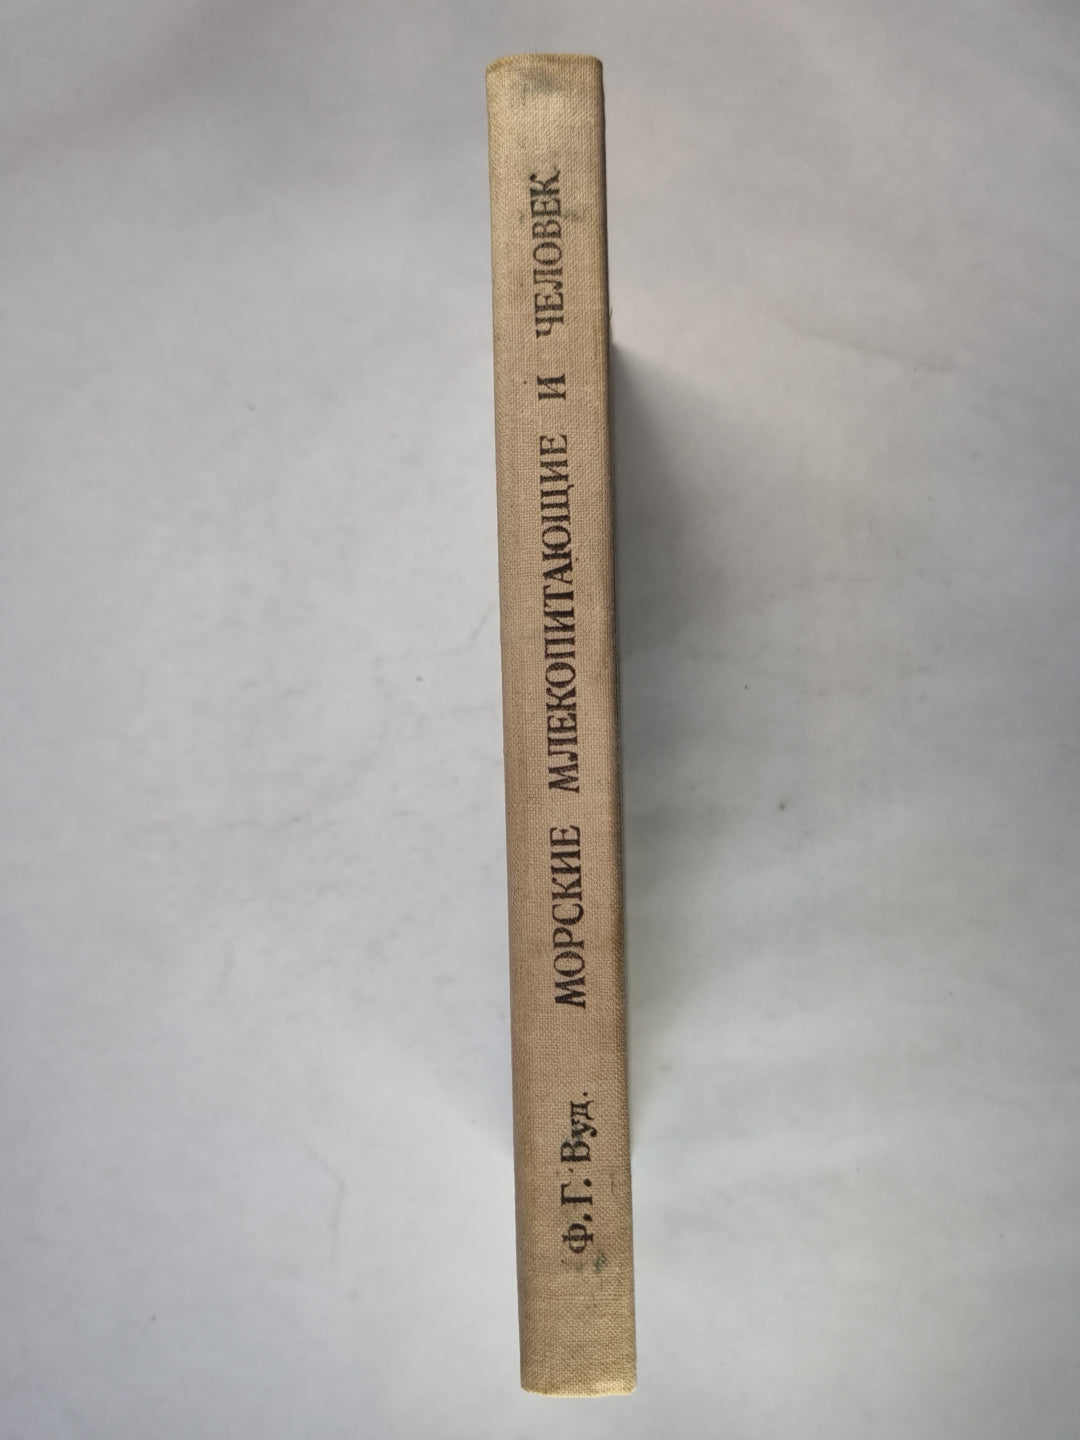 Ф. Г. Вуд. МОРСКИЕ МЛЕКОПИТАЮЩИЕ И ЧЕЛОВЕК